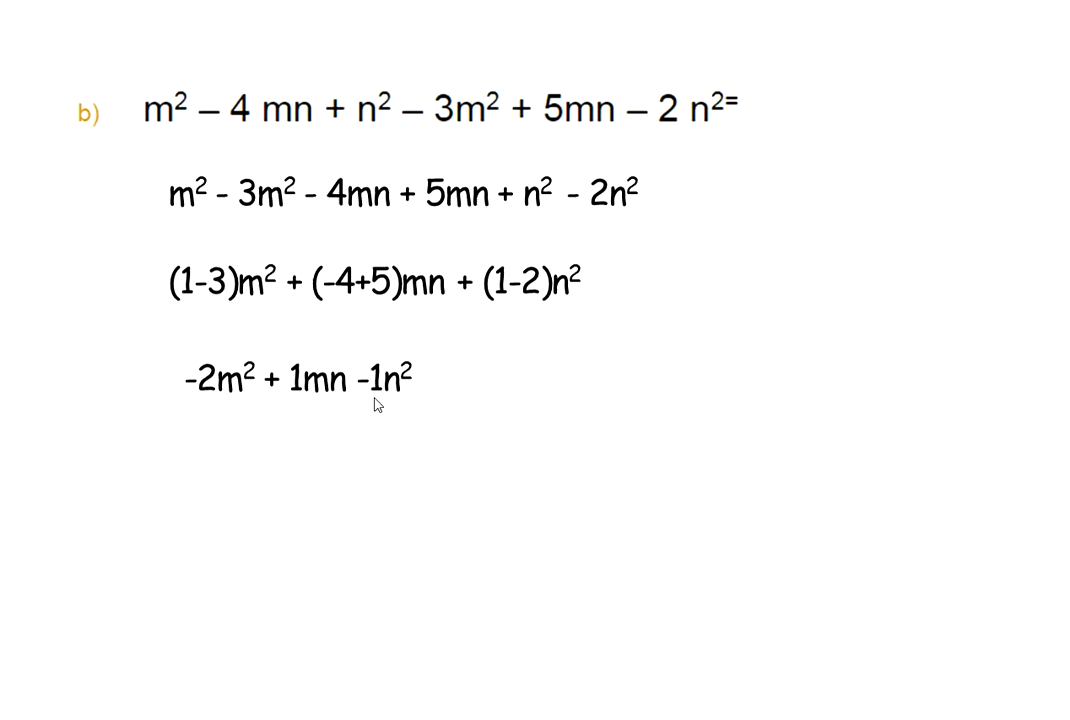 b) m² – 4 mn + n² – 3m² + 5mn – 2 n²⁼
m² - 3m² - 4mn + 5mn + n² - 2n²
(1-3)m² + (-4+5)mn + (1-2)n²
-2m² + 1mn -1n²